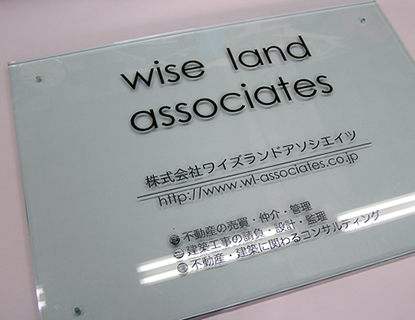 wise land
associates
株式会社ワイズランドアソシエイツ
http://www.wl-associates.co.jp
不動産の売買・仲介・管理
建築工事の請負・設計・監理
不動産・建築に関わるコンサルティング